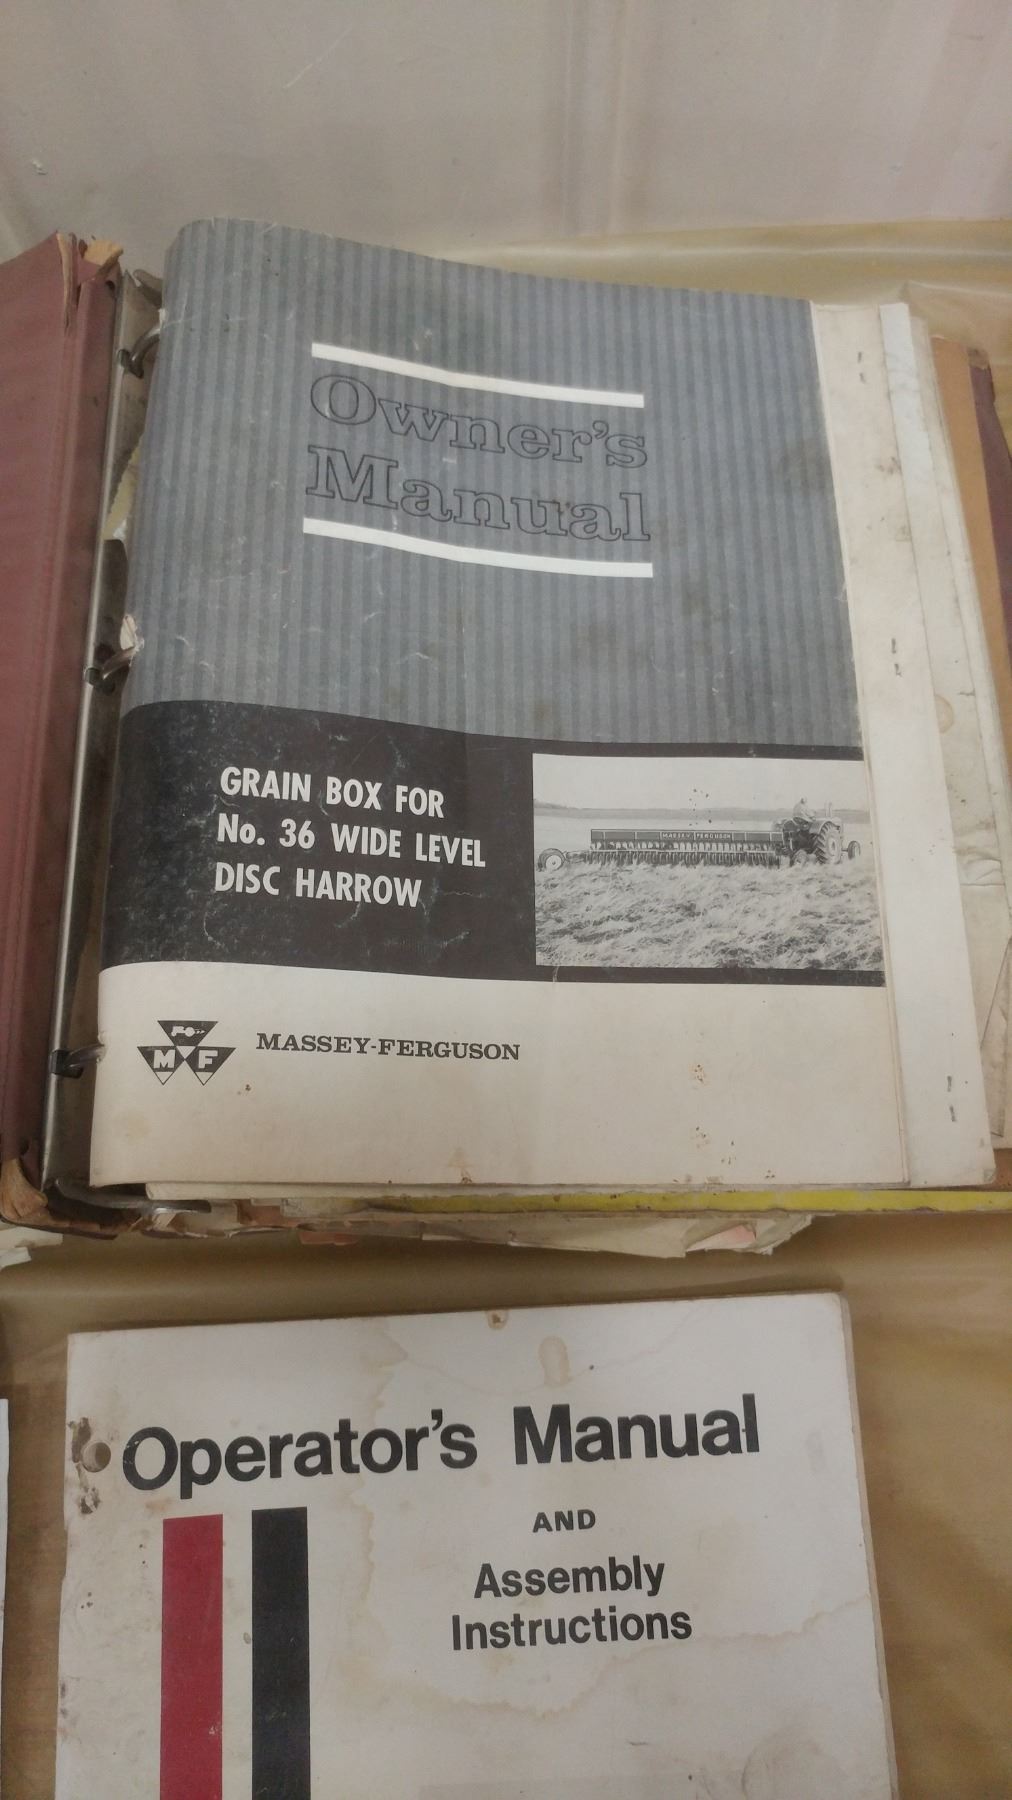 Owner's
Manual
GRAIN BOX FOR
No. 36 WIDE LEVEL
DISC HARROW
MASSEY FERGUSON
M F
MASSEY-FERGUSON
Operator's Manual
AND
Assembly
Instructions